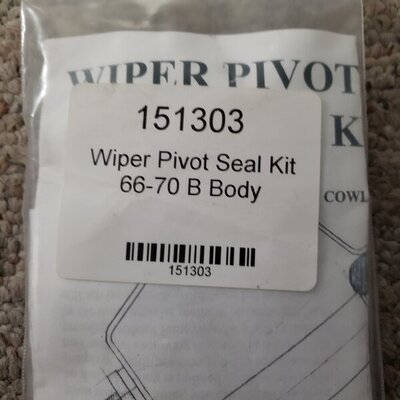 WIPER PIVOT
K
COWL
151303
Wiper Pivot Seal Kit
66-70 B Body
151303